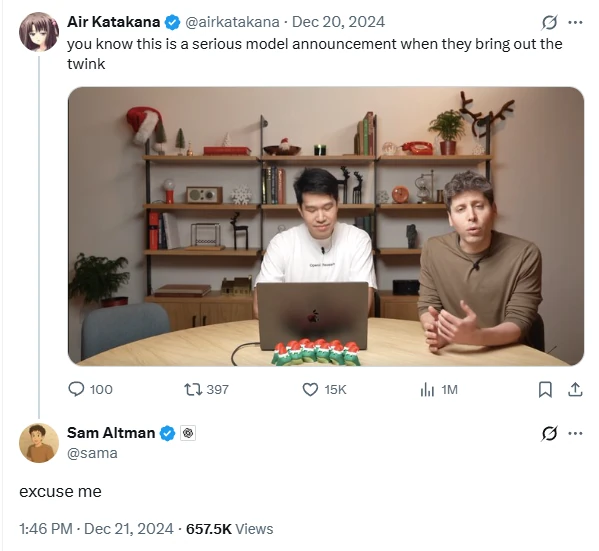 Air Katakana @airkatakana · Dec 20, 2024
you know this is a serious model announcement when they bring out the
twink
100 397 15K 1M
Sam Altman
@sama
excuse me
1:46 PM · Dec 21, 2024 · 657.5K Views